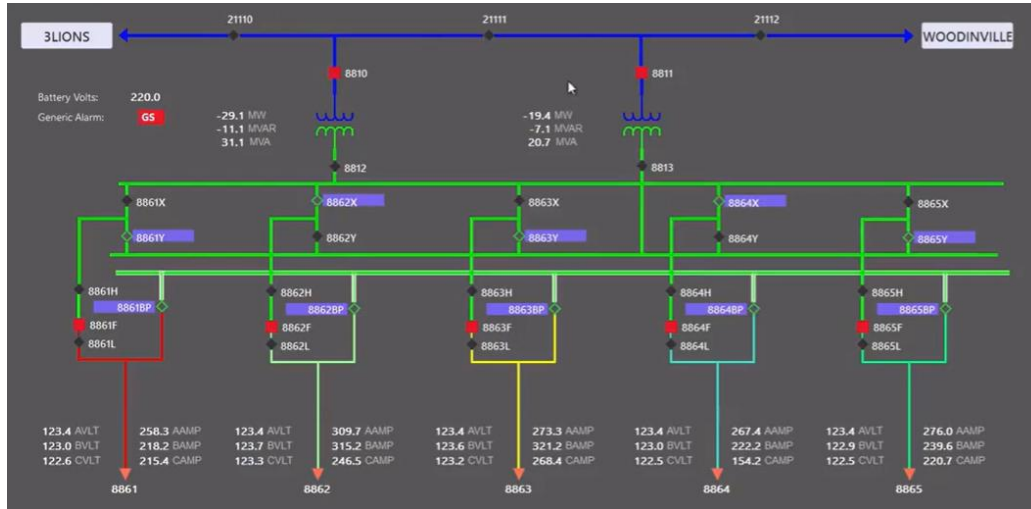 21110 21111 21112
3LIONS WOODINVILLE
8810 8811
Battery Volts: 220.0
Generic Alarm: GS
-29.1 MW -19.4 MW
-11.1 MVAR -7.1 MVAR
31.1 MVA 20.7 MVA
8812 8813
8861X 8862X 8863X 8864X 8865X
8861Y 8862Y 8863Y 8864Y 8865Y
8861H 8862H 8863H 8864H 8865H
8861BP 8862BP 8863BP 8864BP 8865BP
8861F 8862F 8863F 8864F 8865F
8861L 8862L 8863L 8864L 8865L
123.4 AVLT 258.3 AAMP 123.4 AVLT 309.7 AAMP 123.4 AVLT 273.3 AAMP 123.4 AVLT 267.4 AAMP 123.4 AVLT 276.0 AAMP
123.0 BVLT 218.2 BAMP 123.7 BVLT 315.2 BAMP 123.6 BVLT 321.2 BAMP 123.0 BVLT 222.2 BAMP 122.9 BVLT 239.6 BAMP
122.6 CVLT 215.4 CAMP 123.3 CVLT 246.5 CAMP 123.2 CVLT 268.4 CAMP 122.5 CVLT 154.2 CAMP 122.5 CVLT 220.7 CAMP
8861 8862 8863 8864 8865